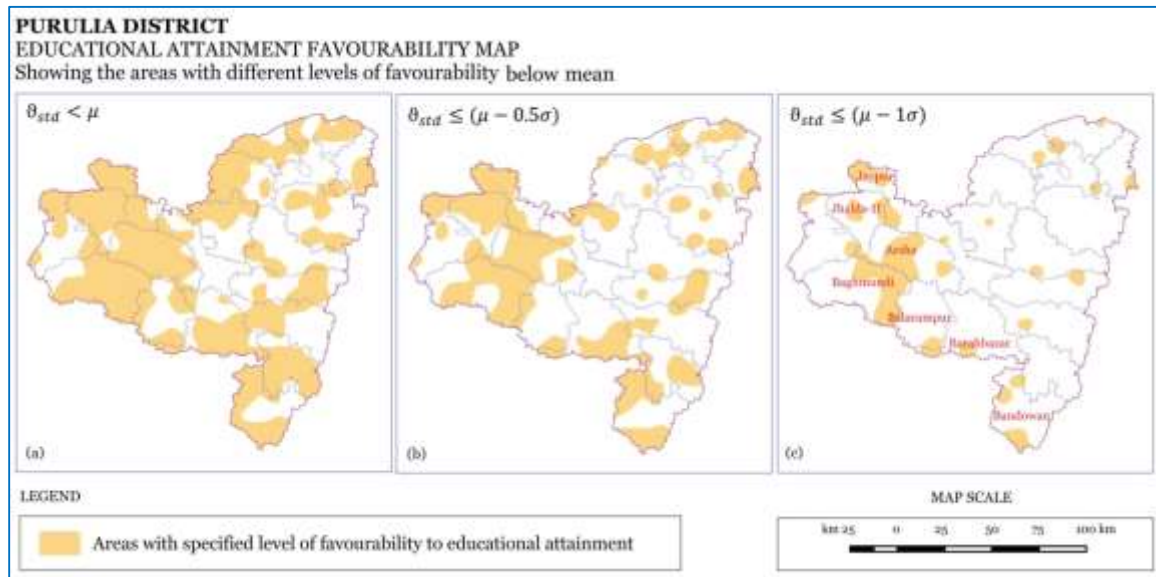 PURULIA DISTRICT
EDUCATIONAL ATTAINMENT FAVOURABILITY MAP
Showing the areas with different levels of favourability below mean
ϑstd < μ
ϑstd ≤ (μ − 0.5σ)
ϑstd ≤ (μ − 1σ)
Jaipur
Jhalda-II
Arsha
Baghmundi
Balarampur
Barabhazar
Bandowan
(a)
(b)
(c)
LEGEND
MAP SCALE
Areas with specified level of favourability to educational attainment
km 25 0 25 50 75 100 km